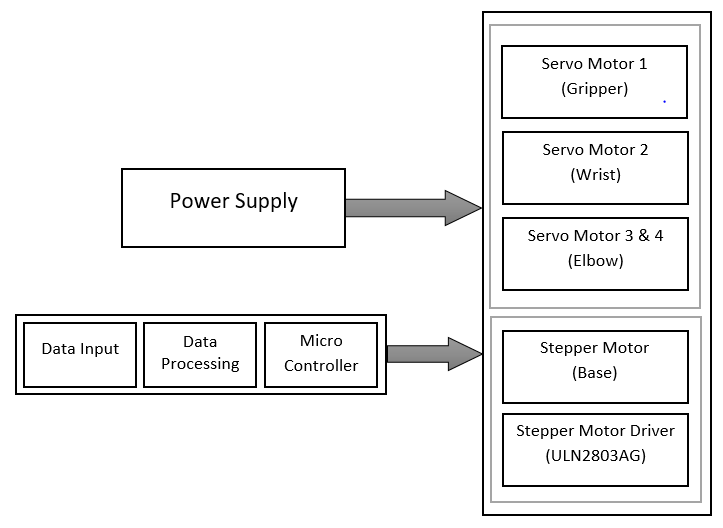 Servo Motor 1
(Gripper)
Servo Motor 2
(Wrist)
Power Supply
Servo Motor 3 & 4
(Elbow)
Data Input
Data
Processing
Micro
Controller
Stepper Motor
(Base)
Stepper Motor Driver
(ULN2803AG)